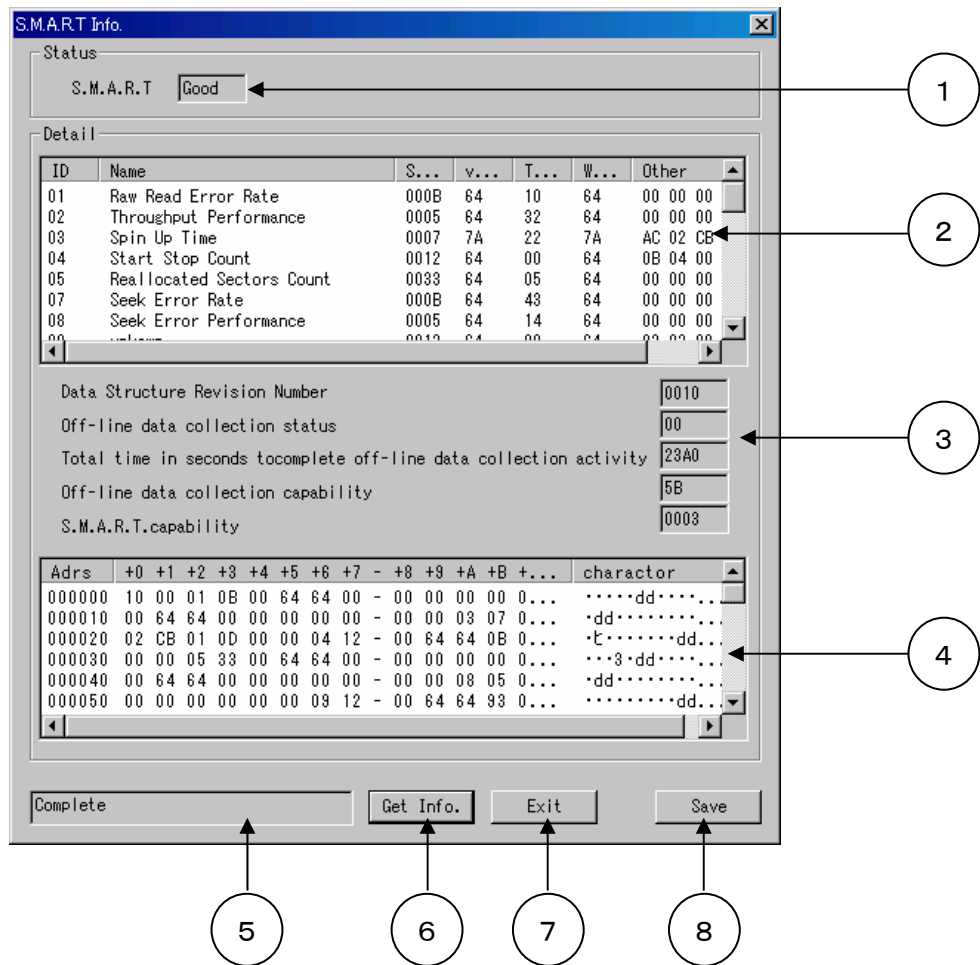 S.M.A.R.T Info.
Status
S.M.A.R.T Good
1
Detail
ID Name S... v... T... W... Other
01 Raw Read Error Rate 000B 64 10 64 00 00 00
02 Throughput Performance 0005 64 32 64 00 00 00
03 Spin Up Time 0007 7A 22 7A AC 02 CB
2
04 Start Stop Count 0012 64 00 64 0B 04 00
05 Reallocated Sectors Count 0033 64 05 64 00 00 00
07 Seek Error Rate 000B 64 43 64 00 00 00
08 Seek Error Performance 0005 64 14 64 00 00 00
Data Structure Revision Number 0010
Off-line data collection status 00
3
Total time in seconds tocomplete off-line data collection activity 23A0
Off-line data collection capability 5B
S.M.A.R.T.capability 0003
Adrs +0 +1 +2 +3 +4 +5 +6 +7 - +8 +9 +A +B +... charactor
000000 10 00 01 0B 00 64 64 00 - 00 00 00 00 0... ·····dd····...
000010 00 64 64 00 00 00 00 00 - 00 00 03 07 0... ·dd·······...
000020 02 CB 01 0D 00 00 04 12 - 00 64 64 0B 0... ·ヒ·······dd...
000030 00 00 05 33 00 64 64 00 - 00 00 00 00 0... ···3·dd····...
4
000040 00 64 64 00 00 00 00 00 - 00 00 08 05 0... ·dd·······...
000050 00 00 00 00 00 00 09 12 - 00 64 64 93 0... ·········dd...
Complete Get Info. Exit Save
5 6 7 8